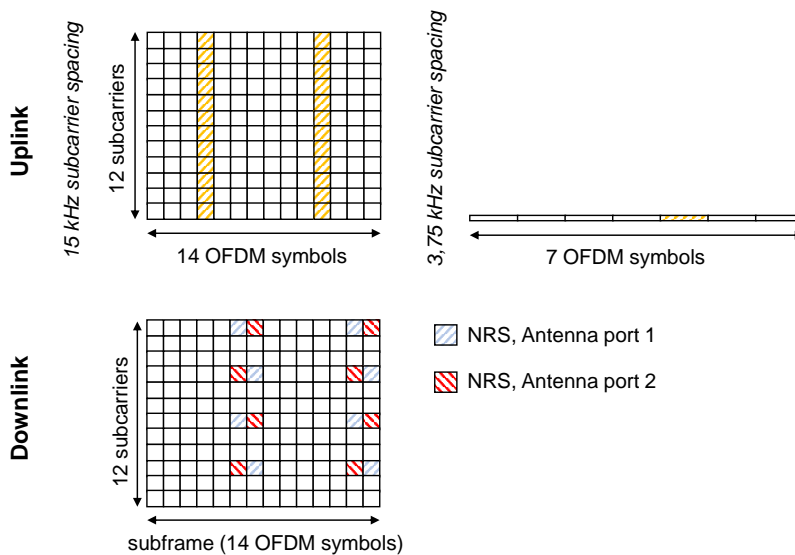 Uplink
15 kHz subcarrier spacing
12 subcarriers
14 OFDM symbols
3,75 kHz subcarrier spacing
7 OFDM symbols
Downlink
12 subcarriers
subframe (14 OFDM symbols)
NRS, Antenna port 1
NRS, Antenna port 2